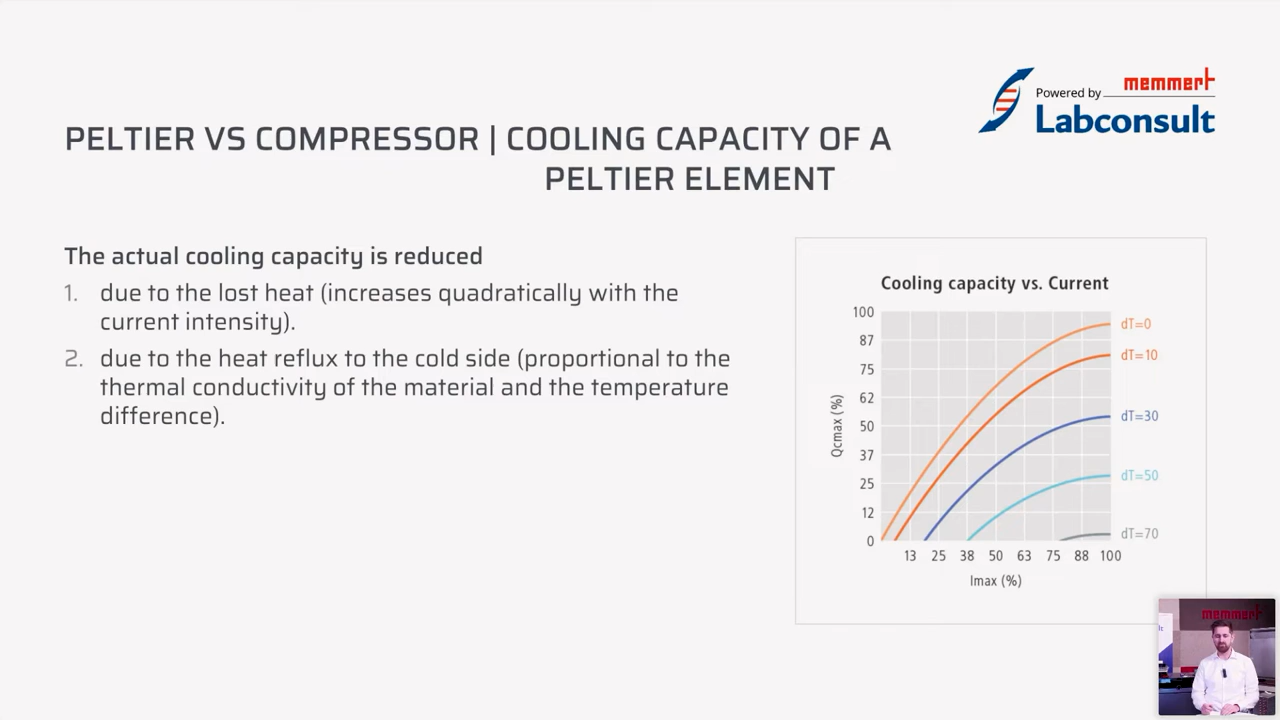 Powered by memmert
Labconsult
PELTIER VS COMPRESSOR | COOLING CAPACITY OF A
PELTIER ELEMENT
The actual cooling capacity is reduced
1. due to the lost heat (increases quadratically with the
current intensity).
2. due to the heat reflux to the cold side (proportional to the
thermal conductivity of the material and the temperature
difference).
Cooling capacity vs. Current
Qcmax (%)
100
87
75
62
50
37
25
12
0
dT=0
dT=10
dT=30
dT=50
dT=70
13 25 38 50 63 75 88 100
Imax (%)
memmert